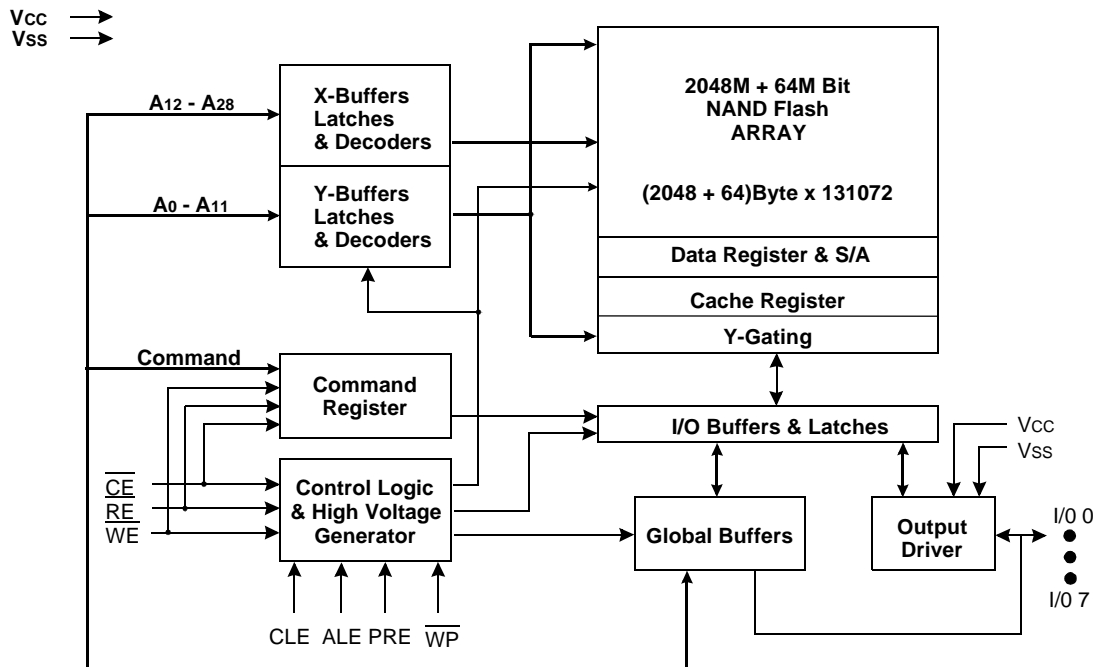 VCC
VSS
A12 - A28
X-Buffers
Latches
& Decoders
A0 - A11
Y-Buffers
Latches
& Decoders
2048M + 64M Bit
NAND Flash
ARRAY
(2048 + 64)Byte x 131072
Data Register & S/A
Cache Register
Y-Gating
Command
Command
Register
I/O Buffers & Latches
VCC
VSS
CE
RE
WE
Control Logic
& High Voltage
Generator
Global Buffers
Output
Driver
I/0 0
I/0 7
CLE
ALE
PRE
WP